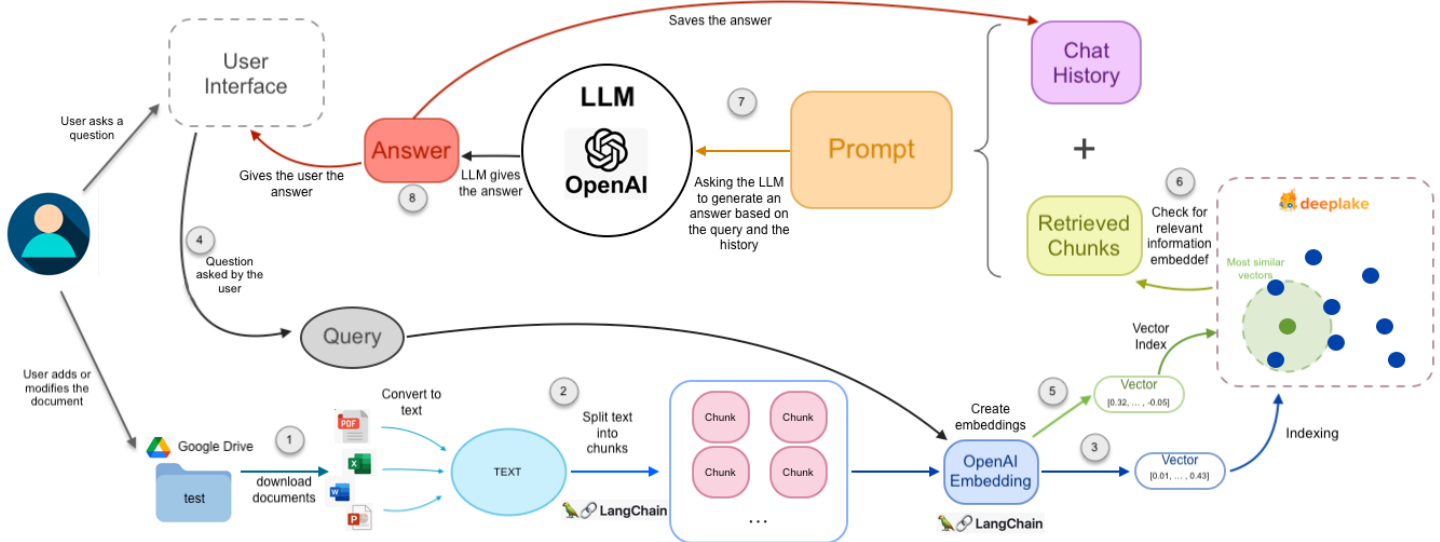 Saves the answer
User
Interface
Chat
History
User asks a
question
LLM
OpenAI
7
Prompt
Answer
+
Gives the user the
answer
LLM gives
the answer
8
Asking the LLM
to generate an
answer based on
the query and the
history
Retrieved
Chunks
6
Check for
relevant
information
embeddef
deeplake
Most similar
vectors
4
Question
asked by the
user
Query
Vector
Index
User adds or
modifies the
document
Convert to
text
2
Split text
into
chunks
Chunk
Chunk
Chunk
Chunk
...
Create
embeddings
5
Vector
[0.32, ... , -0.05]
Google Drive
test
1
download
documents
PDF
X
W
P
TEXT
LangChain
OpenAI
Embedding
LangChain
3
Vector
[0.01, ... , 0.43]
Indexing